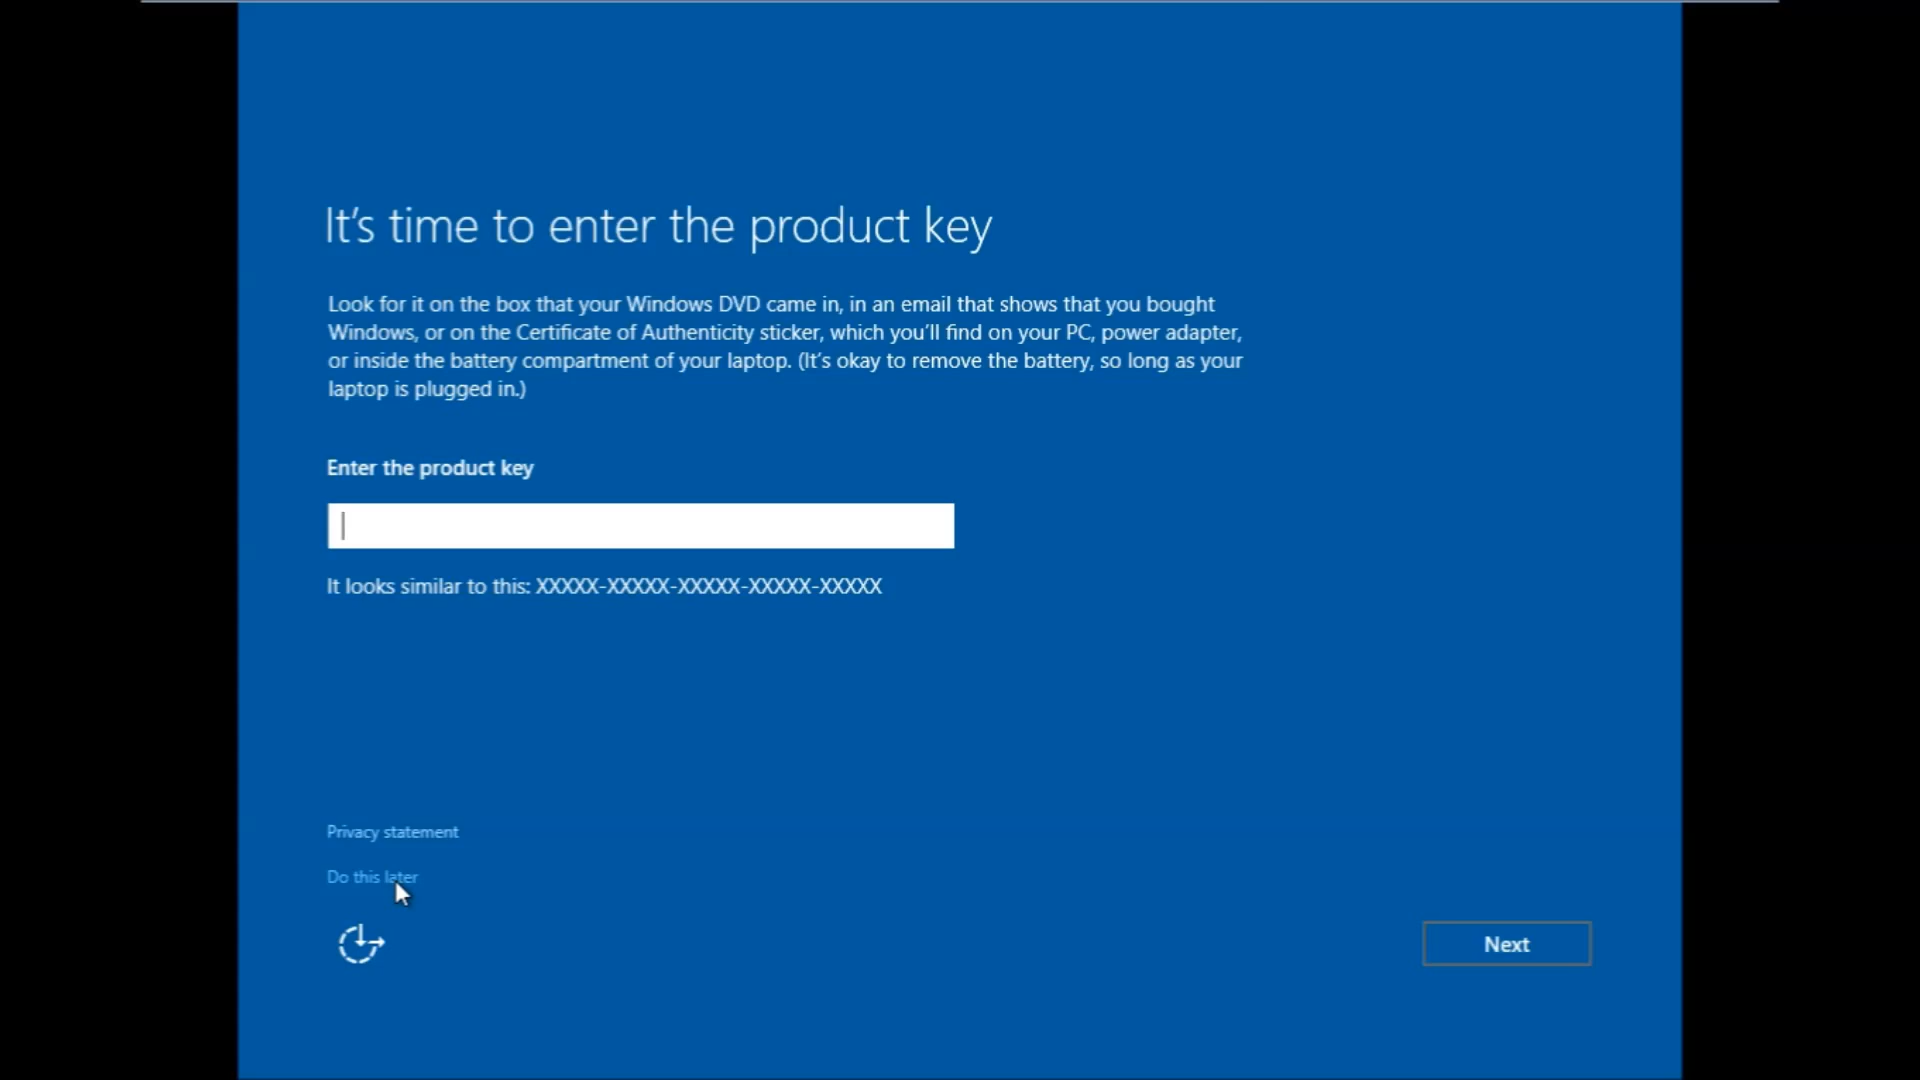 It's time to enter the product key
Look for it on the box that your Windows DVD came in, in an email that shows that you bought
Windows, or on the Certificate of Authenticity sticker, which you'll find on your PC, power adapter,
or inside the battery compartment of your laptop. (It's okay to remove the battery, so long as your
laptop is plugged in.)
Enter the product key
It looks similar to this: XXXXX-XXXXX-XXXXX-XXXXX-XXXXX
Privacy statement
Do this later
Next